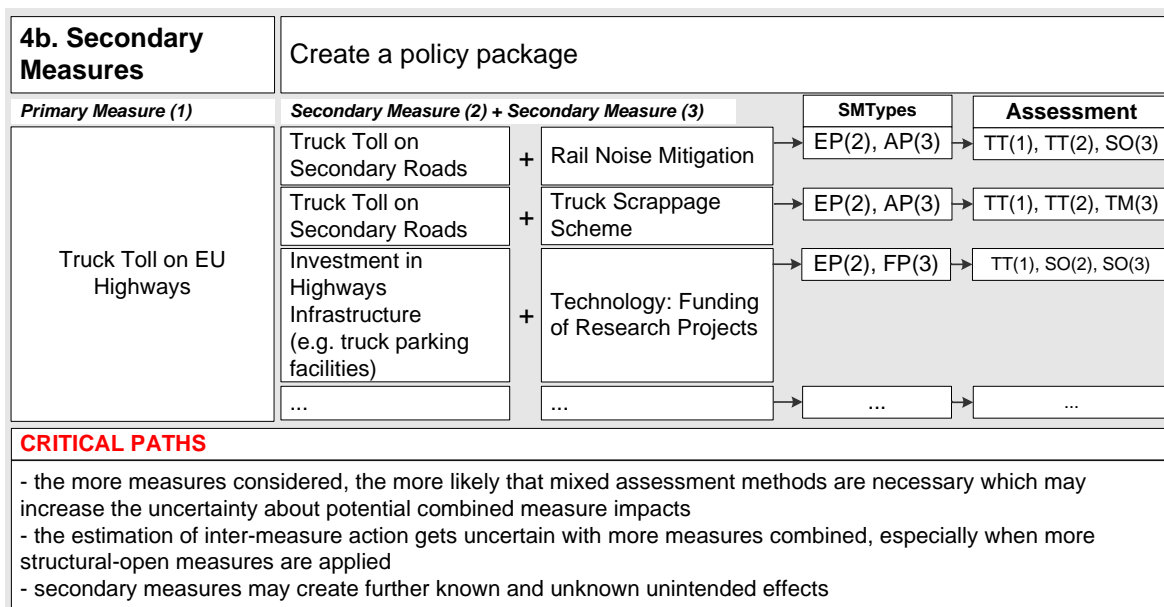 4b. Secondary
Measures
Create a policy package
Primary Measure (1)
Secondary Measure (2) + Secondary Measure (3)
SMTypes
Assessment
Truck Toll on EU
Highways
Truck Toll on
Secondary Roads
+
Rail Noise Mitigation
EP(2), AP(3)
TT(1), TT(2), SO(3)
Truck Toll on
Secondary Roads
+
Truck Scrappage
Scheme
EP(2), AP(3)
TT(1), TT(2), TM(3)
Investment in
Highways
Infrastructure
(e.g. truck parking
facilities)
+
Technology: Funding
of Research Projects
EP(2), FP(3)
TT(1), SO(2), SO(3)
...
...
...
...
CRITICAL PATHS
- the more measures considered, the more likely that mixed assessment methods are necessary which may
increase the uncertainty about potential combined measure impacts
- the estimation of inter-measure action gets uncertain with more measures combined, especially when more
structural-open measures are applied
- secondary measures may create further known and unknown unintended effects